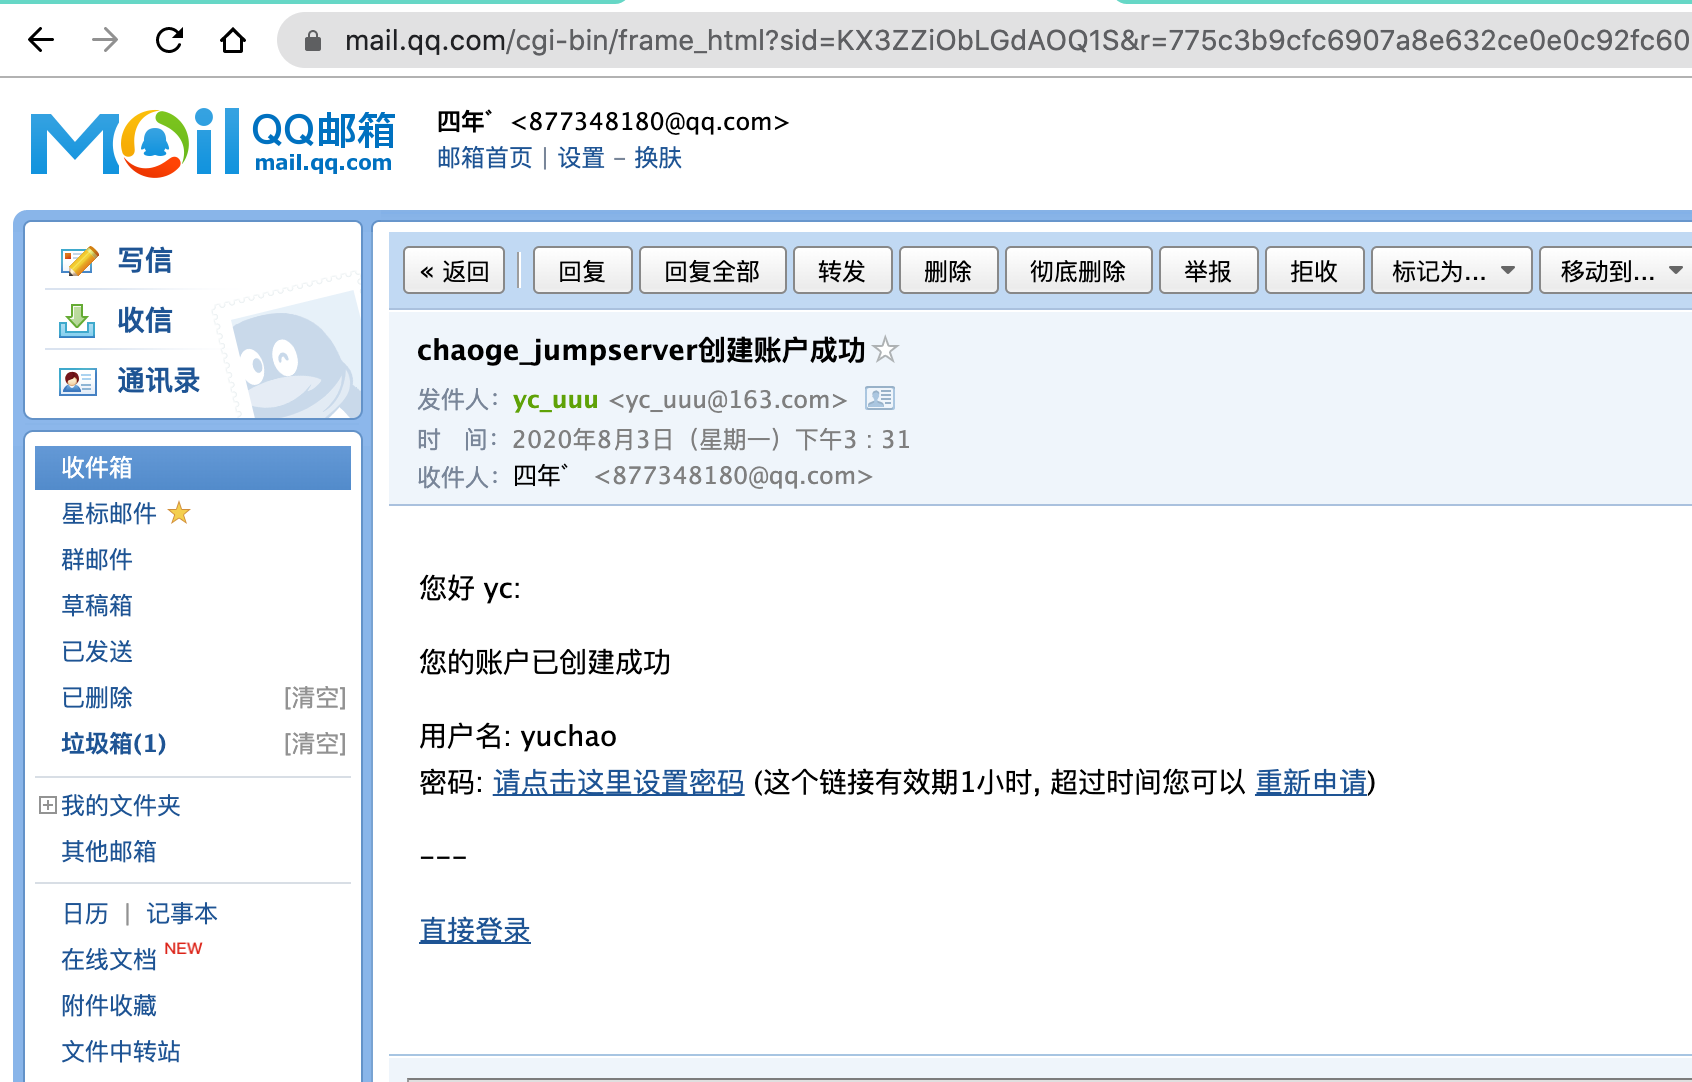 mail.qq.com/cgi-bin/frame_html?sid=KX3ZZiObLGdAOQ1S&r=775c3b9cfc6907a8e632ce0e0c92fc60
Mail QQ邮箱
mail.qq.com
四年゛ <877348180@qq.com>
邮箱首页 | 设置 – 换肤
写信
收信
通讯录
收件箱
星标邮件
群邮件
草稿箱
已发送
已删除 [清空]
垃圾箱(1) [清空]
我的文件夹
其他邮箱
日历 | 记事本
在线文档 NEW
附件收藏
文件中转站
« 返回 回复 回复全部 转发 删除 彻底删除 举报 拒收 标记为... 移动到...
chaoge_jumpserver创建账户成功
发件人: yc_uuu <yc_uuu@163.com>
时 间: 2020年8月3日 (星期一) 下午3:31
收件人: 四年゛ <877348180@qq.com>
您好 yc:
您的账户已创建成功
用户名: yuchao
密码: 请点击这里设置密码 (这个链接有效期1小时, 超过时间您可以 重新申请)
---
直接登录